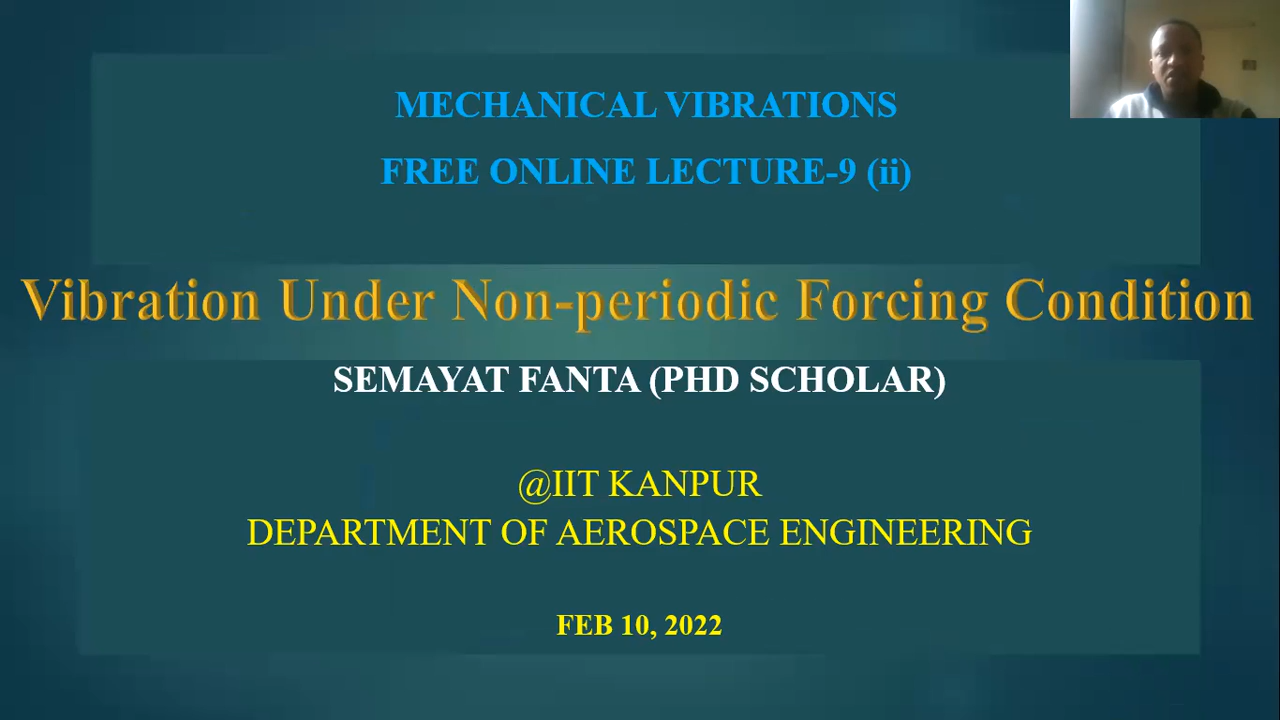 MECHANICAL VIBRATIONS
FREE ONLINE LECTURE-9 (ii)
Vibration Under Non-periodic Forcing Condition
SEMAYAT FANTA (PHD SCHOLAR)
@IIT KANPUR
DEPARTMENT OF AEROSPACE ENGINEERING
FEB 10, 2022